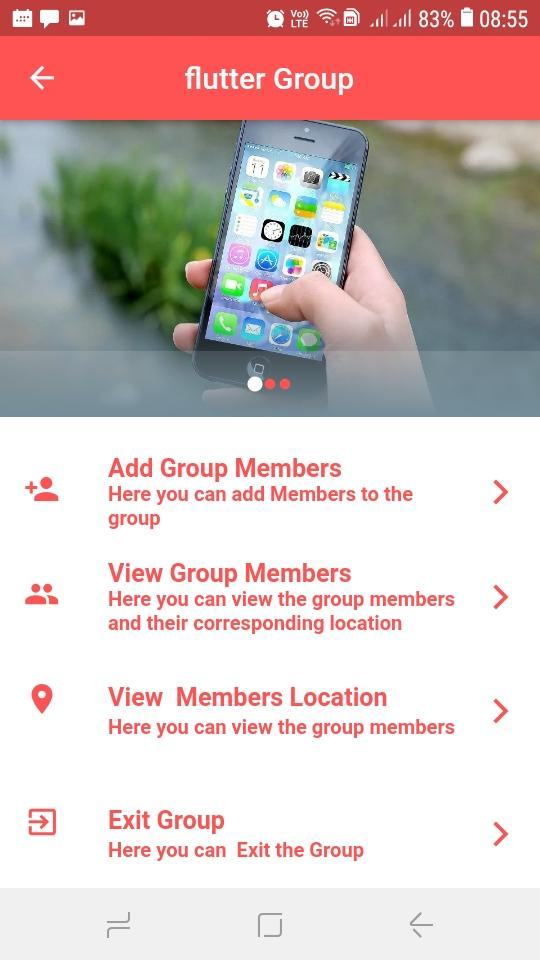 Vo)) LTE 83% 08:55
flutter Group
11
Add Group Members
Here you can add Members to the
group
View Group Members
Here you can view the group members
and their corresponding location
View  Members Location
Here you can view the group members
Exit Group
Here you can  Exit the Group